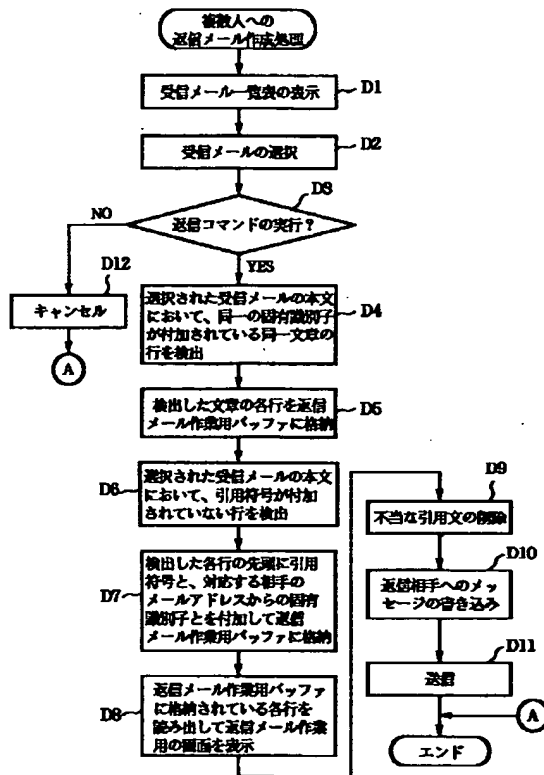 複数人への
返信メール作成処理
受信メール一覧表の表示
D1
受信メールの選択
D2
D3
返信コマンドの実行?
NO
YES
D12
キャンセル
A
選択された受信メールの本文
において、同一の固有識別子
が付加されている同一文章の
行を検出
D4
検出した文章の各行を返信
メール作業用バッファに格納
D5
選択された受信メールの本文
において、引用符号が付加
されていない行を検出
D6
検出した各行の先頭に引用
符号と、対応する相手の
メールアドレスからの固有
識別子とを付加して返信
メール作業用バッファに格納
D7
返信メール作業用バッファ
に格納されている各行を
読み出して返信メール作業
用の画面を表示
D8
D9
不当な引用文の削除
D10
返信相手へのメッ
セージの書き込み
D11
送信
A
エンド